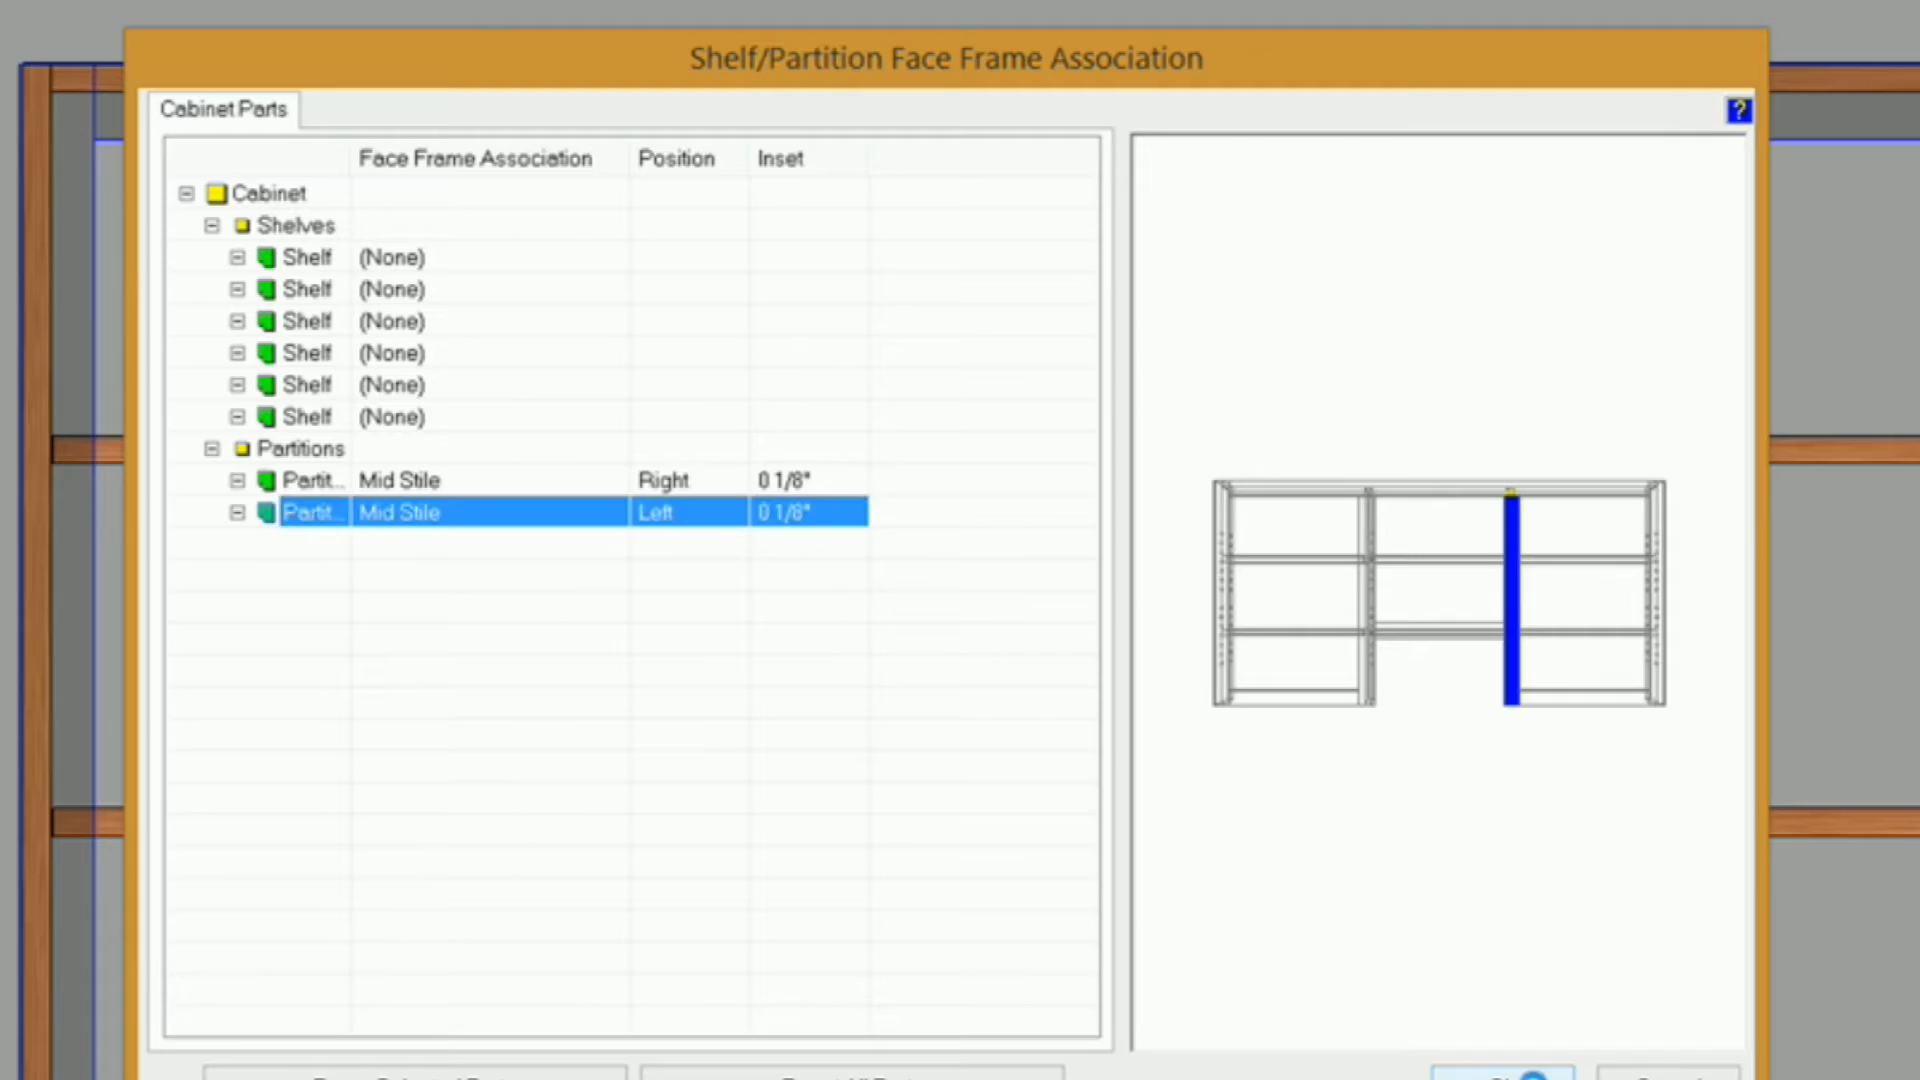 Shelf/Partition Face Frame Association
Cabinet Parts
?
Face Frame Association Position Inset
Cabinet
Shelves
Shelf (None)
Shelf (None)
Shelf (None)
Shelf (None)
Shelf (None)
Shelf (None)
Partitions
Partit... Mid Stile Right 0 1/8"
Partit... Mid Stile Left 0 1/8"